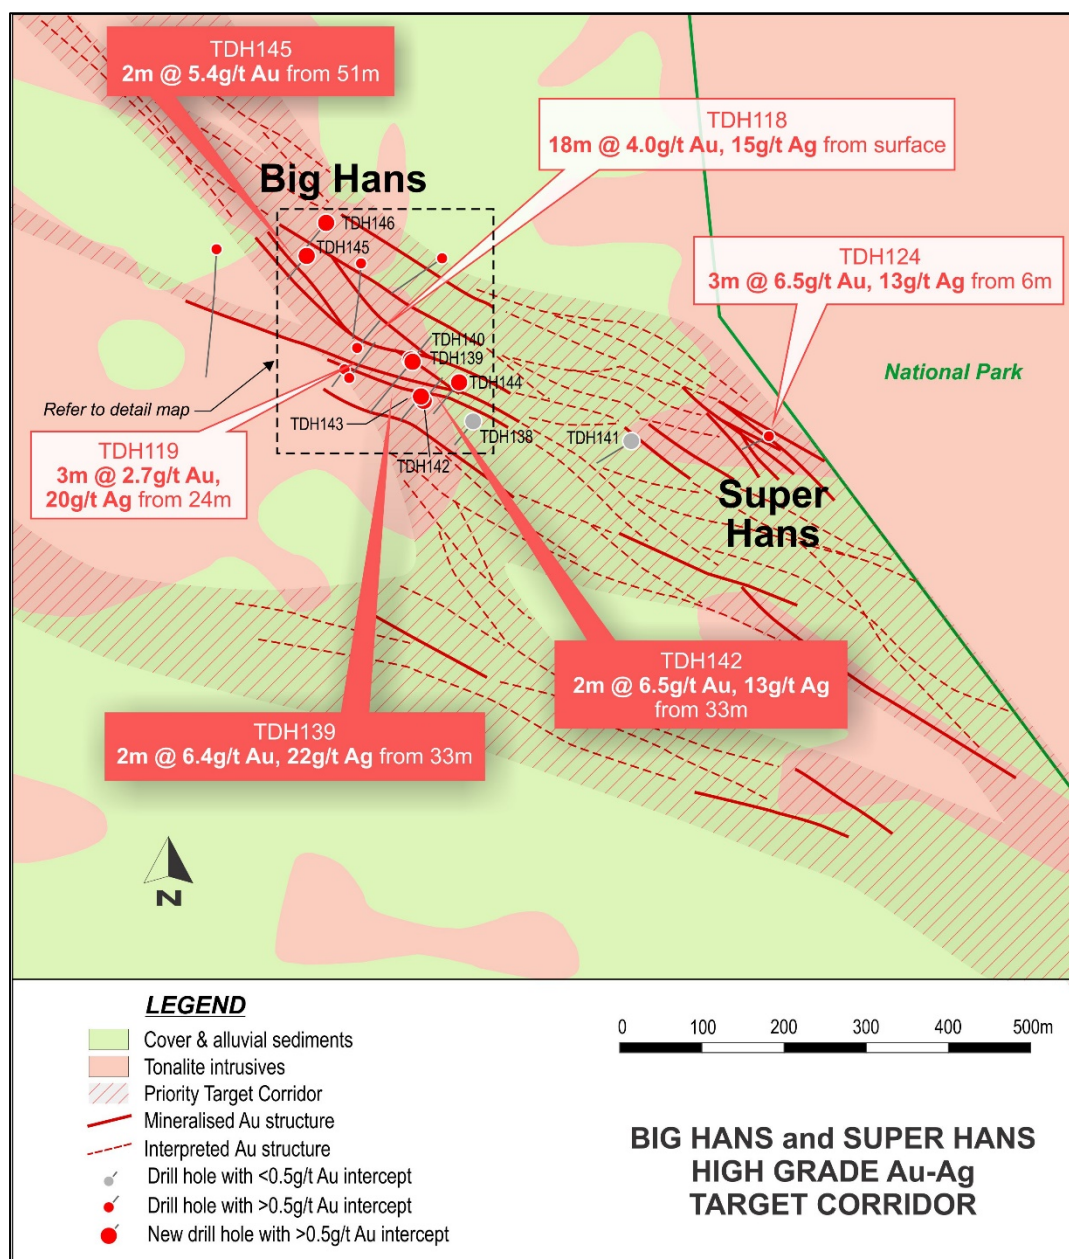 TDH145
2m @ 5.4g/t Au from 51m
TDH118
18m @ 4.0g/t Au, 15g/t Ag from surface
Big Hans
TDH146
TDH145
TDH124
3m @ 6.5g/t Au, 13g/t Ag from 6m
TDH140
TDH139
TDH144
National Park
Refer to detail map
TDH143
TDH138
TDH141
TDH142
TDH119
3m @ 2.7g/t Au,
20g/t Ag from 24m
Super
Hans
TDH142
2m @ 6.5g/t Au, 13g/t Ag
from 33m
TDH139
2m @ 6.4g/t Au, 22g/t Ag from 33m
N
LEGEND
Cover & alluvial sediments
Tonalite intrusives
Priority Target Corridor
Mineralised Au structure
Interpreted Au structure
Drill hole with <0.5g/t Au intercept
Drill hole with >0.5g/t Au intercept
New drill hole with >0.5g/t Au intercept
0 100 200 300 400 500m
BIG HANS and SUPER HANS
HIGH GRADE Au-Ag
TARGET CORRIDOR